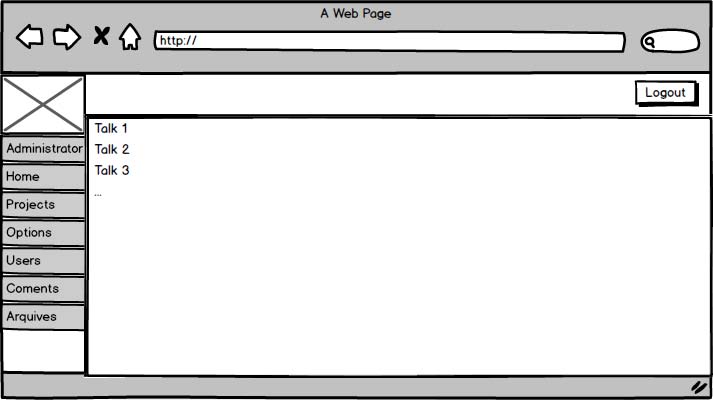 A Web Page
http://
Logout
Administrator
Home
Projects
Options
Users
Coments
Arquives
Talk 1
Talk 2
Talk 3
...